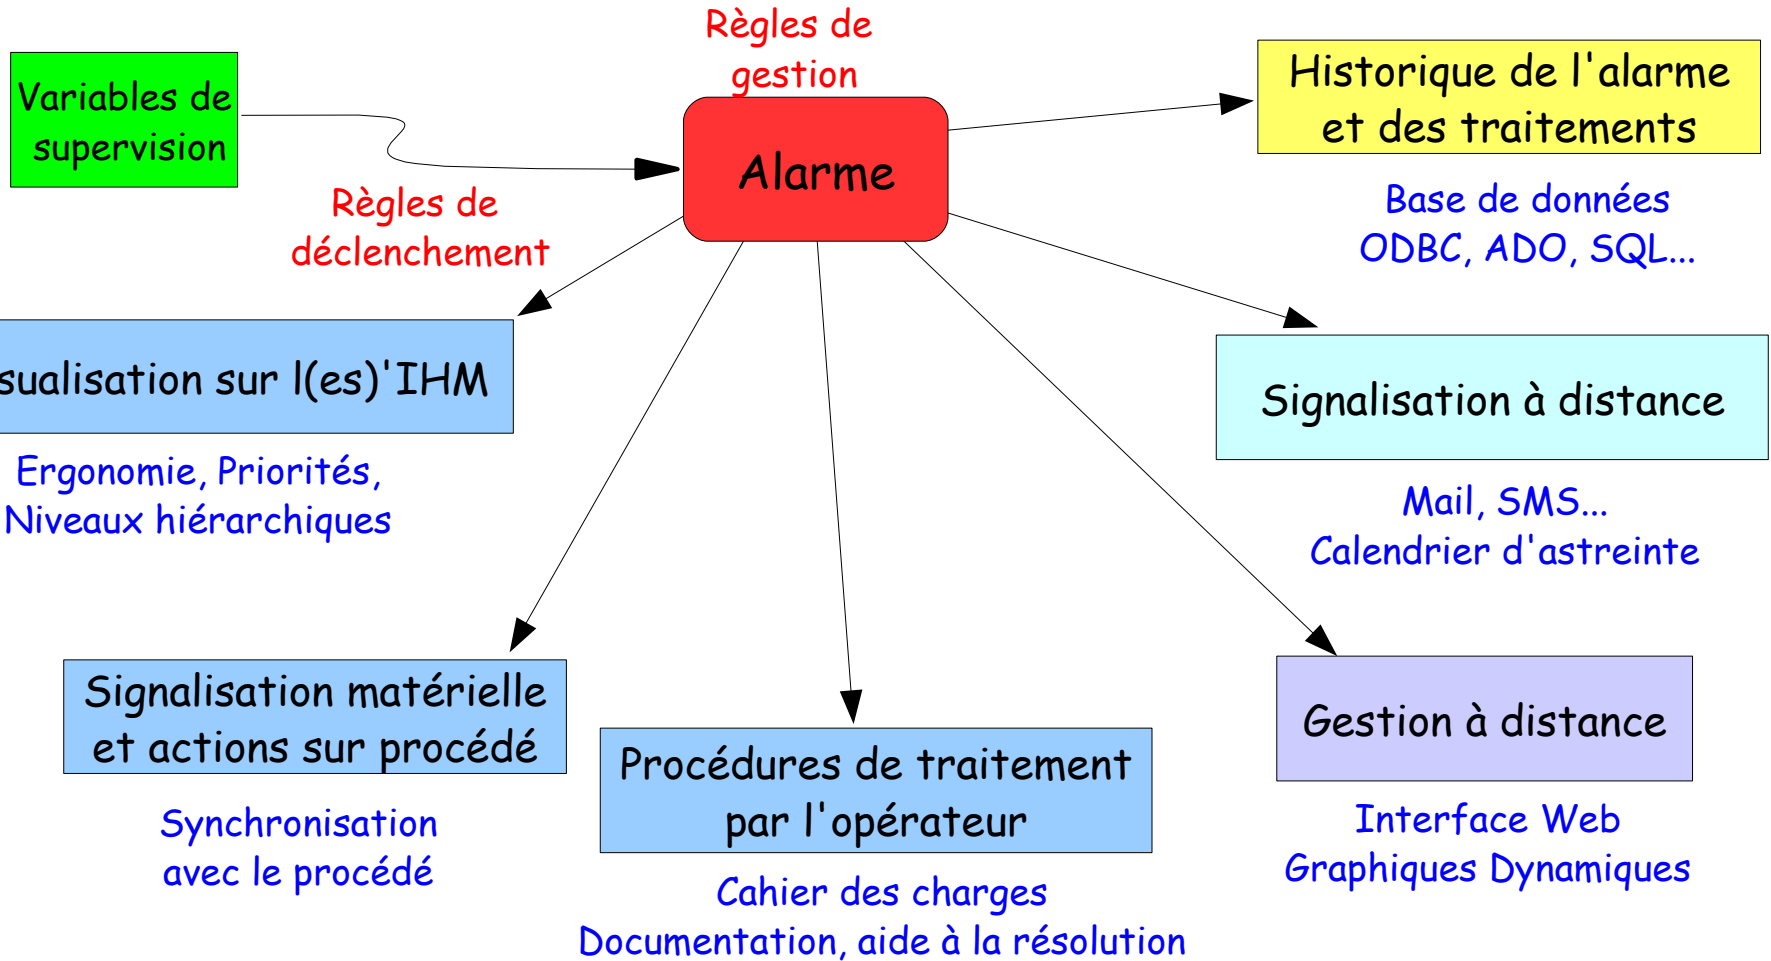 Règles de
gestion
Variables de
supervision
Alarme
Historique de l'alarme
et des traitements
Règles de
déclenchement
Base de données
ODBC, ADO, SQL...
sualisation sur l(es)'IHM
Signalisation à distance
Ergonomie, Priorités,
Niveaux hiérarchiques
Mail, SMS...
Calendrier d'astreinte
Signalisation matérielle
et actions sur procédé
Procédures de traitement
par l'opérateur
Gestion à distance
Synchronisation
avec le procédé
Interface Web
Graphiques Dynamiques
Cahier des charges
Documentation, aide à la résolution